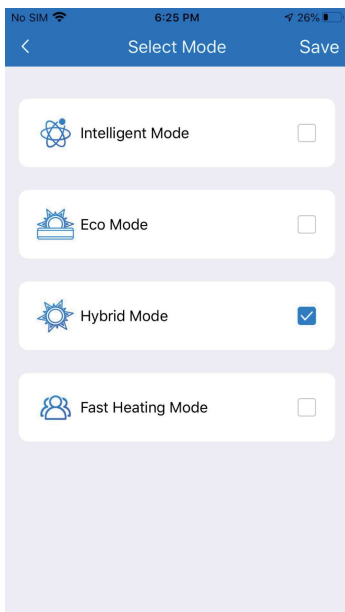 No SIM 6:25 PM 26%
Select Mode Save
Intelligent Mode
Eco Mode
Hybrid Mode
Fast Heating Mode